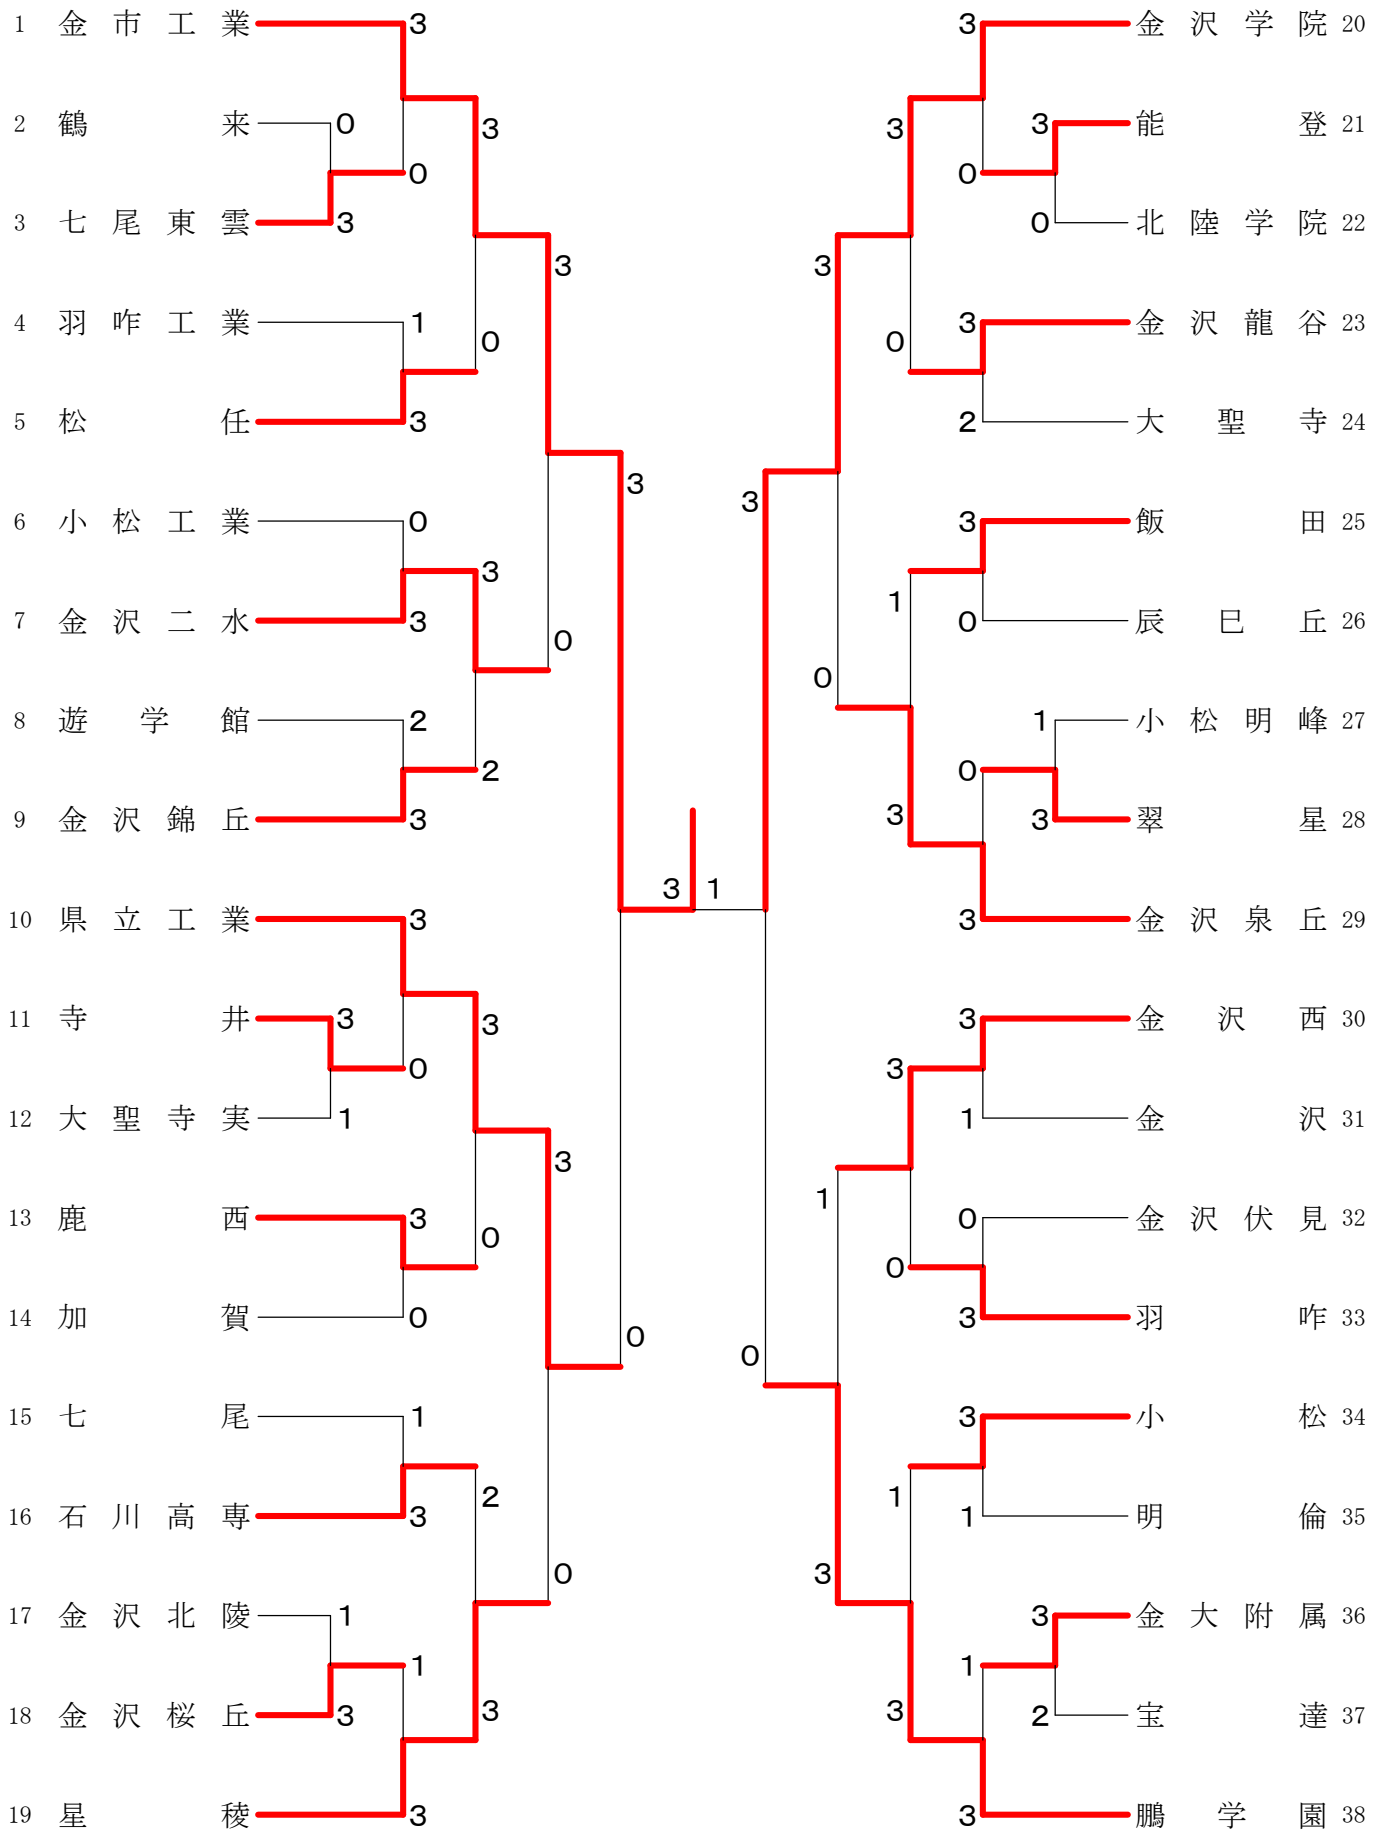 1 金市工業 3
3 金沢学院 20
2 鶴来 0
3 能登 21
3
3
3 七尾東雲 3
0
0
0 北陸学院 22
3
3
4 羽咋工業 1
3 金沢龍谷 23
0
0
5 松任 3
2 大聖寺 24
3
3
6 小松工業 0
3 飯田 25
3
1
7 金沢二水 3
0 辰巳丘 26
0
0
8 遊学館 2
1 小松明峰 27
2
0
9 金沢錦丘 3
3
3 翠星 28
3 1
10 県立工業 3
3 金沢泉丘 29
11 寺井 3
3
3 金沢西 30
0
3
12 大聖寺実 1
1 金沢 31
3
1
13 鹿西 3
0 金沢伏見 32
0
0
14 加賀 0
3 羽咋 33
0
0
15 七尾 1
3 小松 34
2
1
16 石川高専 3
1 明倫 35
0
3
17 金沢北陵 1
3 金大附属 36
1
1
18 金沢桜丘 3
3
3
2 宝達 37
19 星稜 3
3 鵬学園 38